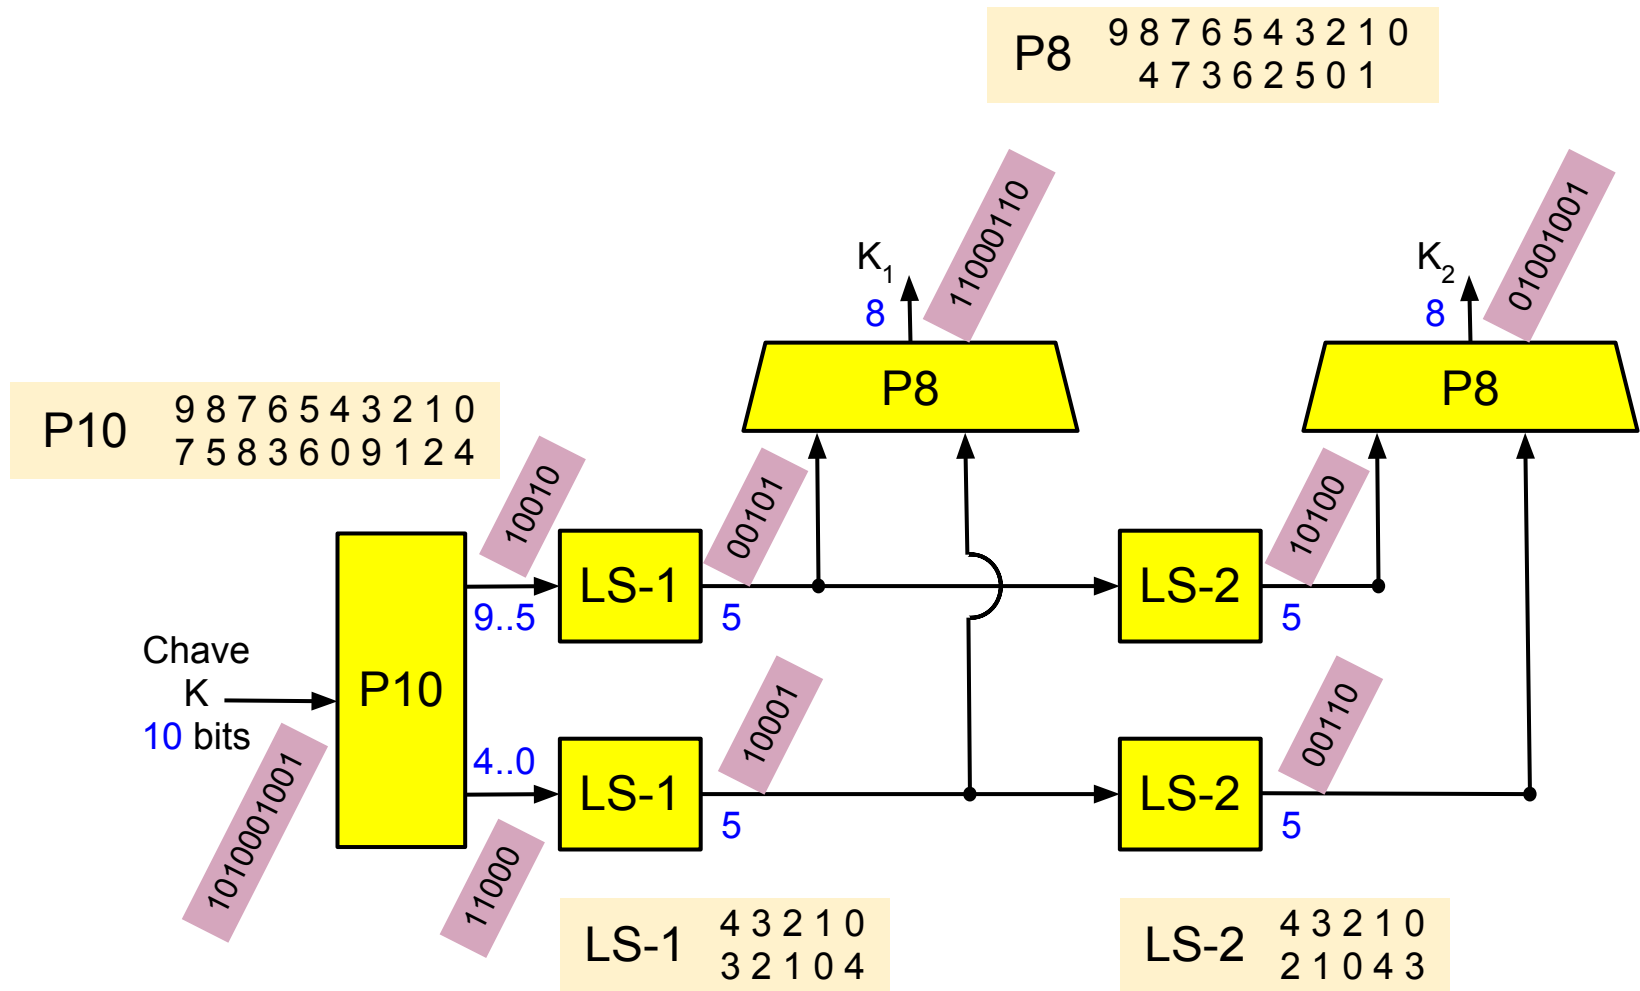 P8
9 8 7 6 5 4 3 2 1 0
4 7 3 6 2 5 0 1
11000110
01001001
K1
8
K2
8
P8
P8
P10
9 8 7 6 5 4 3 2 1 0
7 5 8 3 6 0 9 1 2 4
10010
00101
10100
LS-1
LS-2
9..5
5
5
Chave
K
10 bits
P10
1010001001
4..0
10001
00110
LS-1
LS-2
5
5
11000
LS-1
4 3 2 1 0
3 2 1 0 4
LS-2
4 3 2 1 0
2 1 0 4 3